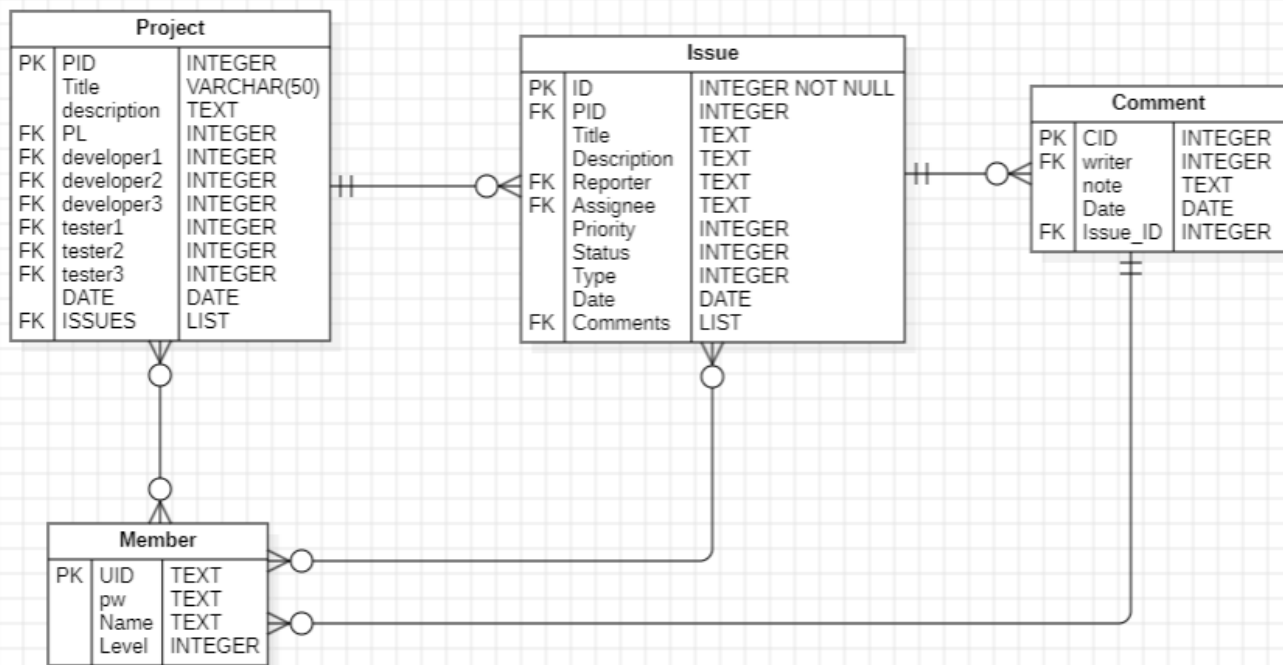 Project
PK PID INTEGER
Title VARCHAR(50)
description TEXT
FK PL INTEGER
FK developer1 INTEGER
FK developer2 INTEGER
FK developer3 INTEGER
FK tester1 INTEGER
FK tester2 INTEGER
FK tester3 INTEGER
DATE DATE
FK ISSUES LIST
Issue
PK ID INTEGER NOT NULL
FK PID INTEGER
Title TEXT
Description TEXT
FK Reporter TEXT
FK Assignee TEXT
Priority INTEGER
Status INTEGER
Type INTEGER
Date DATE
FK Comments LIST
Comment
PK CID INTEGER
FK writer INTEGER
note TEXT
Date DATE
FK Issue_ID INTEGER
Member
PK UID TEXT
pw TEXT
Name TEXT
Level INTEGER